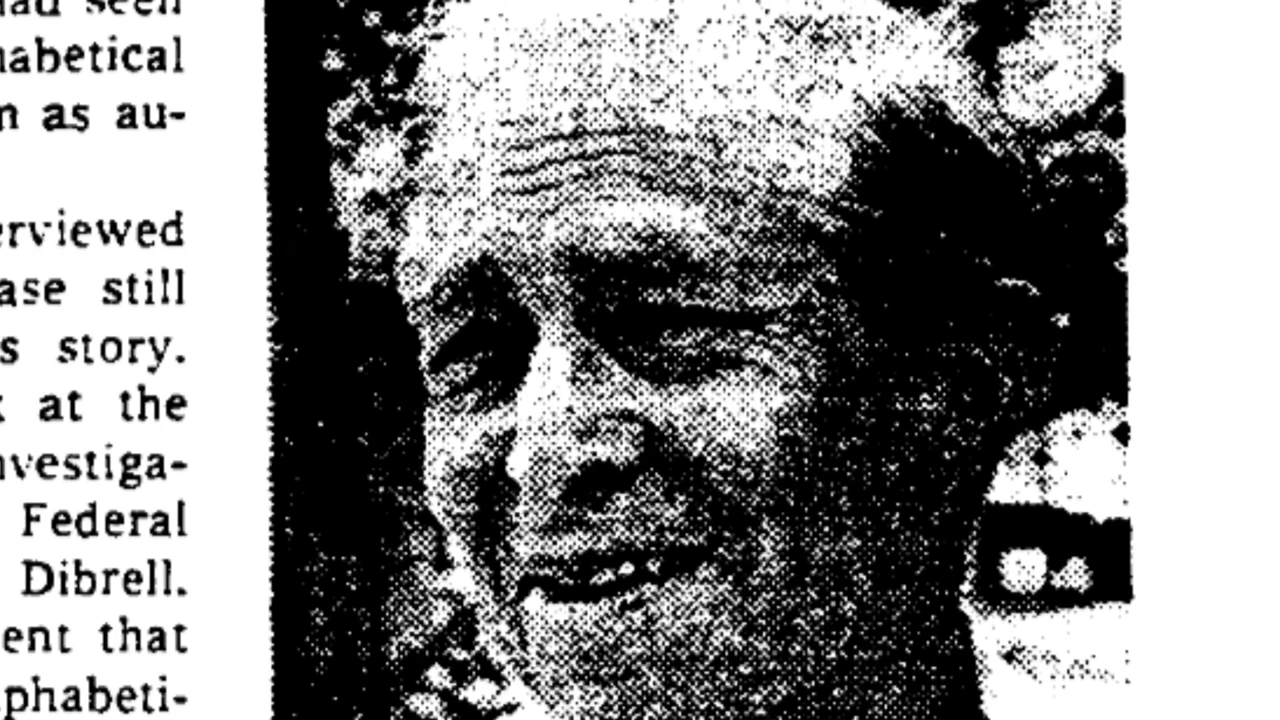 had seen
habetical
n as au-
erviewed
ase still
s story.
k at the
nvestiga-
Federal
Dibrell.
ent that
phabeti-